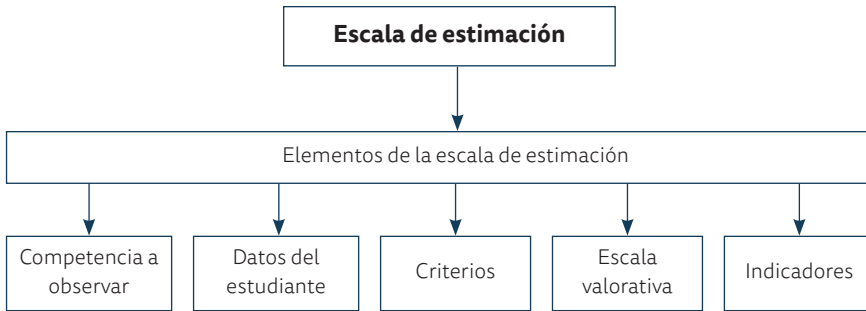 Escala de estimación
Elementos de la escala de estimación
Competencia a
observar
Datos del
estudiante
Criterios
Escala
valorativa
Indicadores